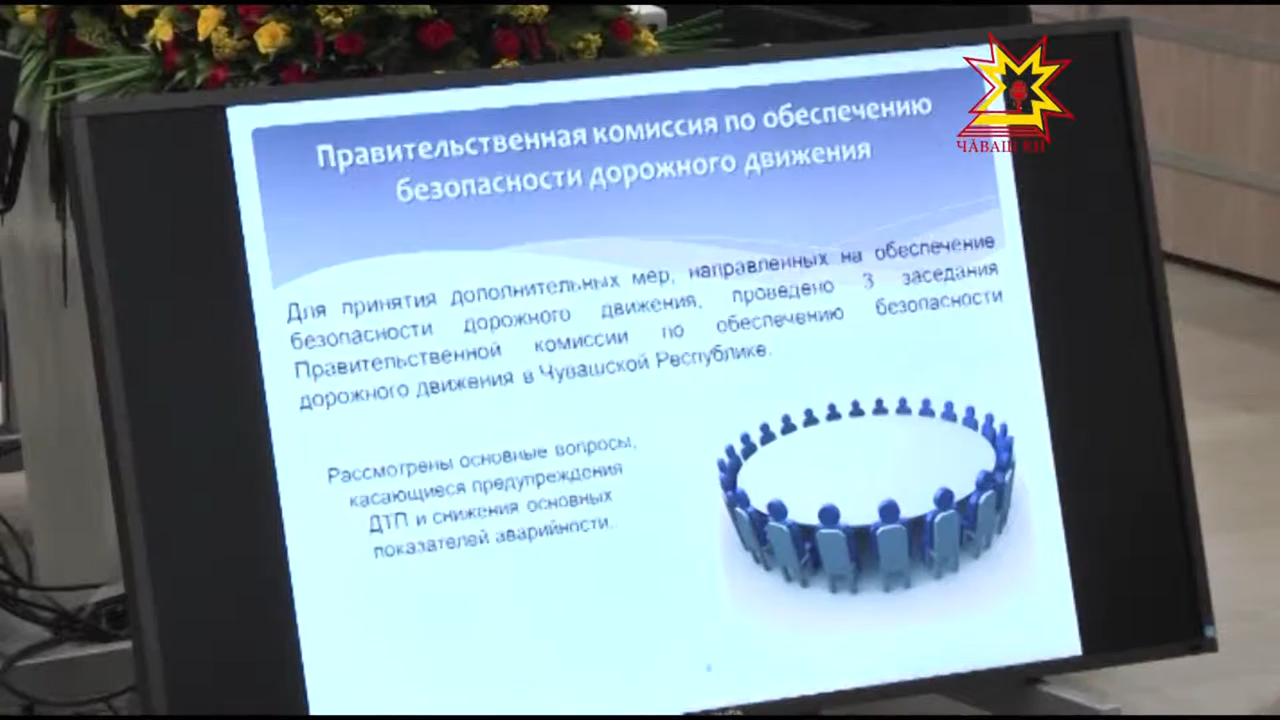 ЧӐВАШ ЕН
Правительственная комиссия по обеспечению
безопасности дорожного движения
Для принятия дополнительных мер, направленных на обеспечение
безопасности дорожного движения, проведено 3 заседания
Правительственной комиссии по обеспечению безопасности
дорожного движения в Чувашской Республике.
Рассмотрены основные вопросы,
касающиеся предупреждения
ДТП и снижения основных
показателей аварийности.